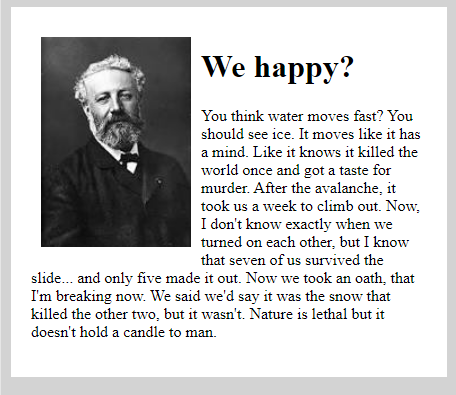 We happy?
You think water moves fast? You
should see ice. It moves like it has
a mind. Like it knows it killed the
world once and got a taste for
murder. After the avalanche, it
took us a week to climb out. Now,
I don't know exactly when we
turned on each other, but I know
that seven of us survived the
slide... and only five made it out. Now we took an oath, that
I'm breaking now. We said we'd say it was the snow that
killed the other two, but it wasn't. Nature is lethal but it
doesn't hold a candle to man.